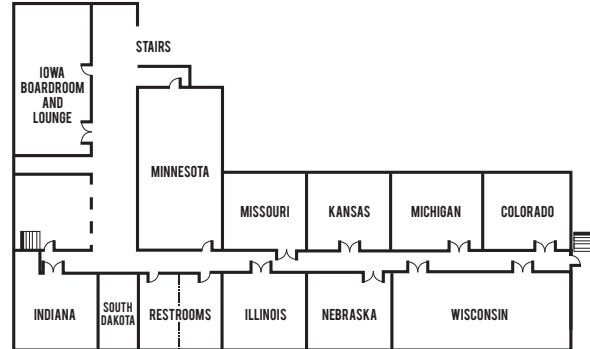 STAIRS
IOWA
BOARDROOM
AND
LOUNGE
MINNESOTA
MISSOURI
KANSAS
MICHIGAN
COLORADO
INDIANA
SOUTH
DAKOTA
RESTROOMS
ILLINOIS
NEBRASKA
WISCONSIN